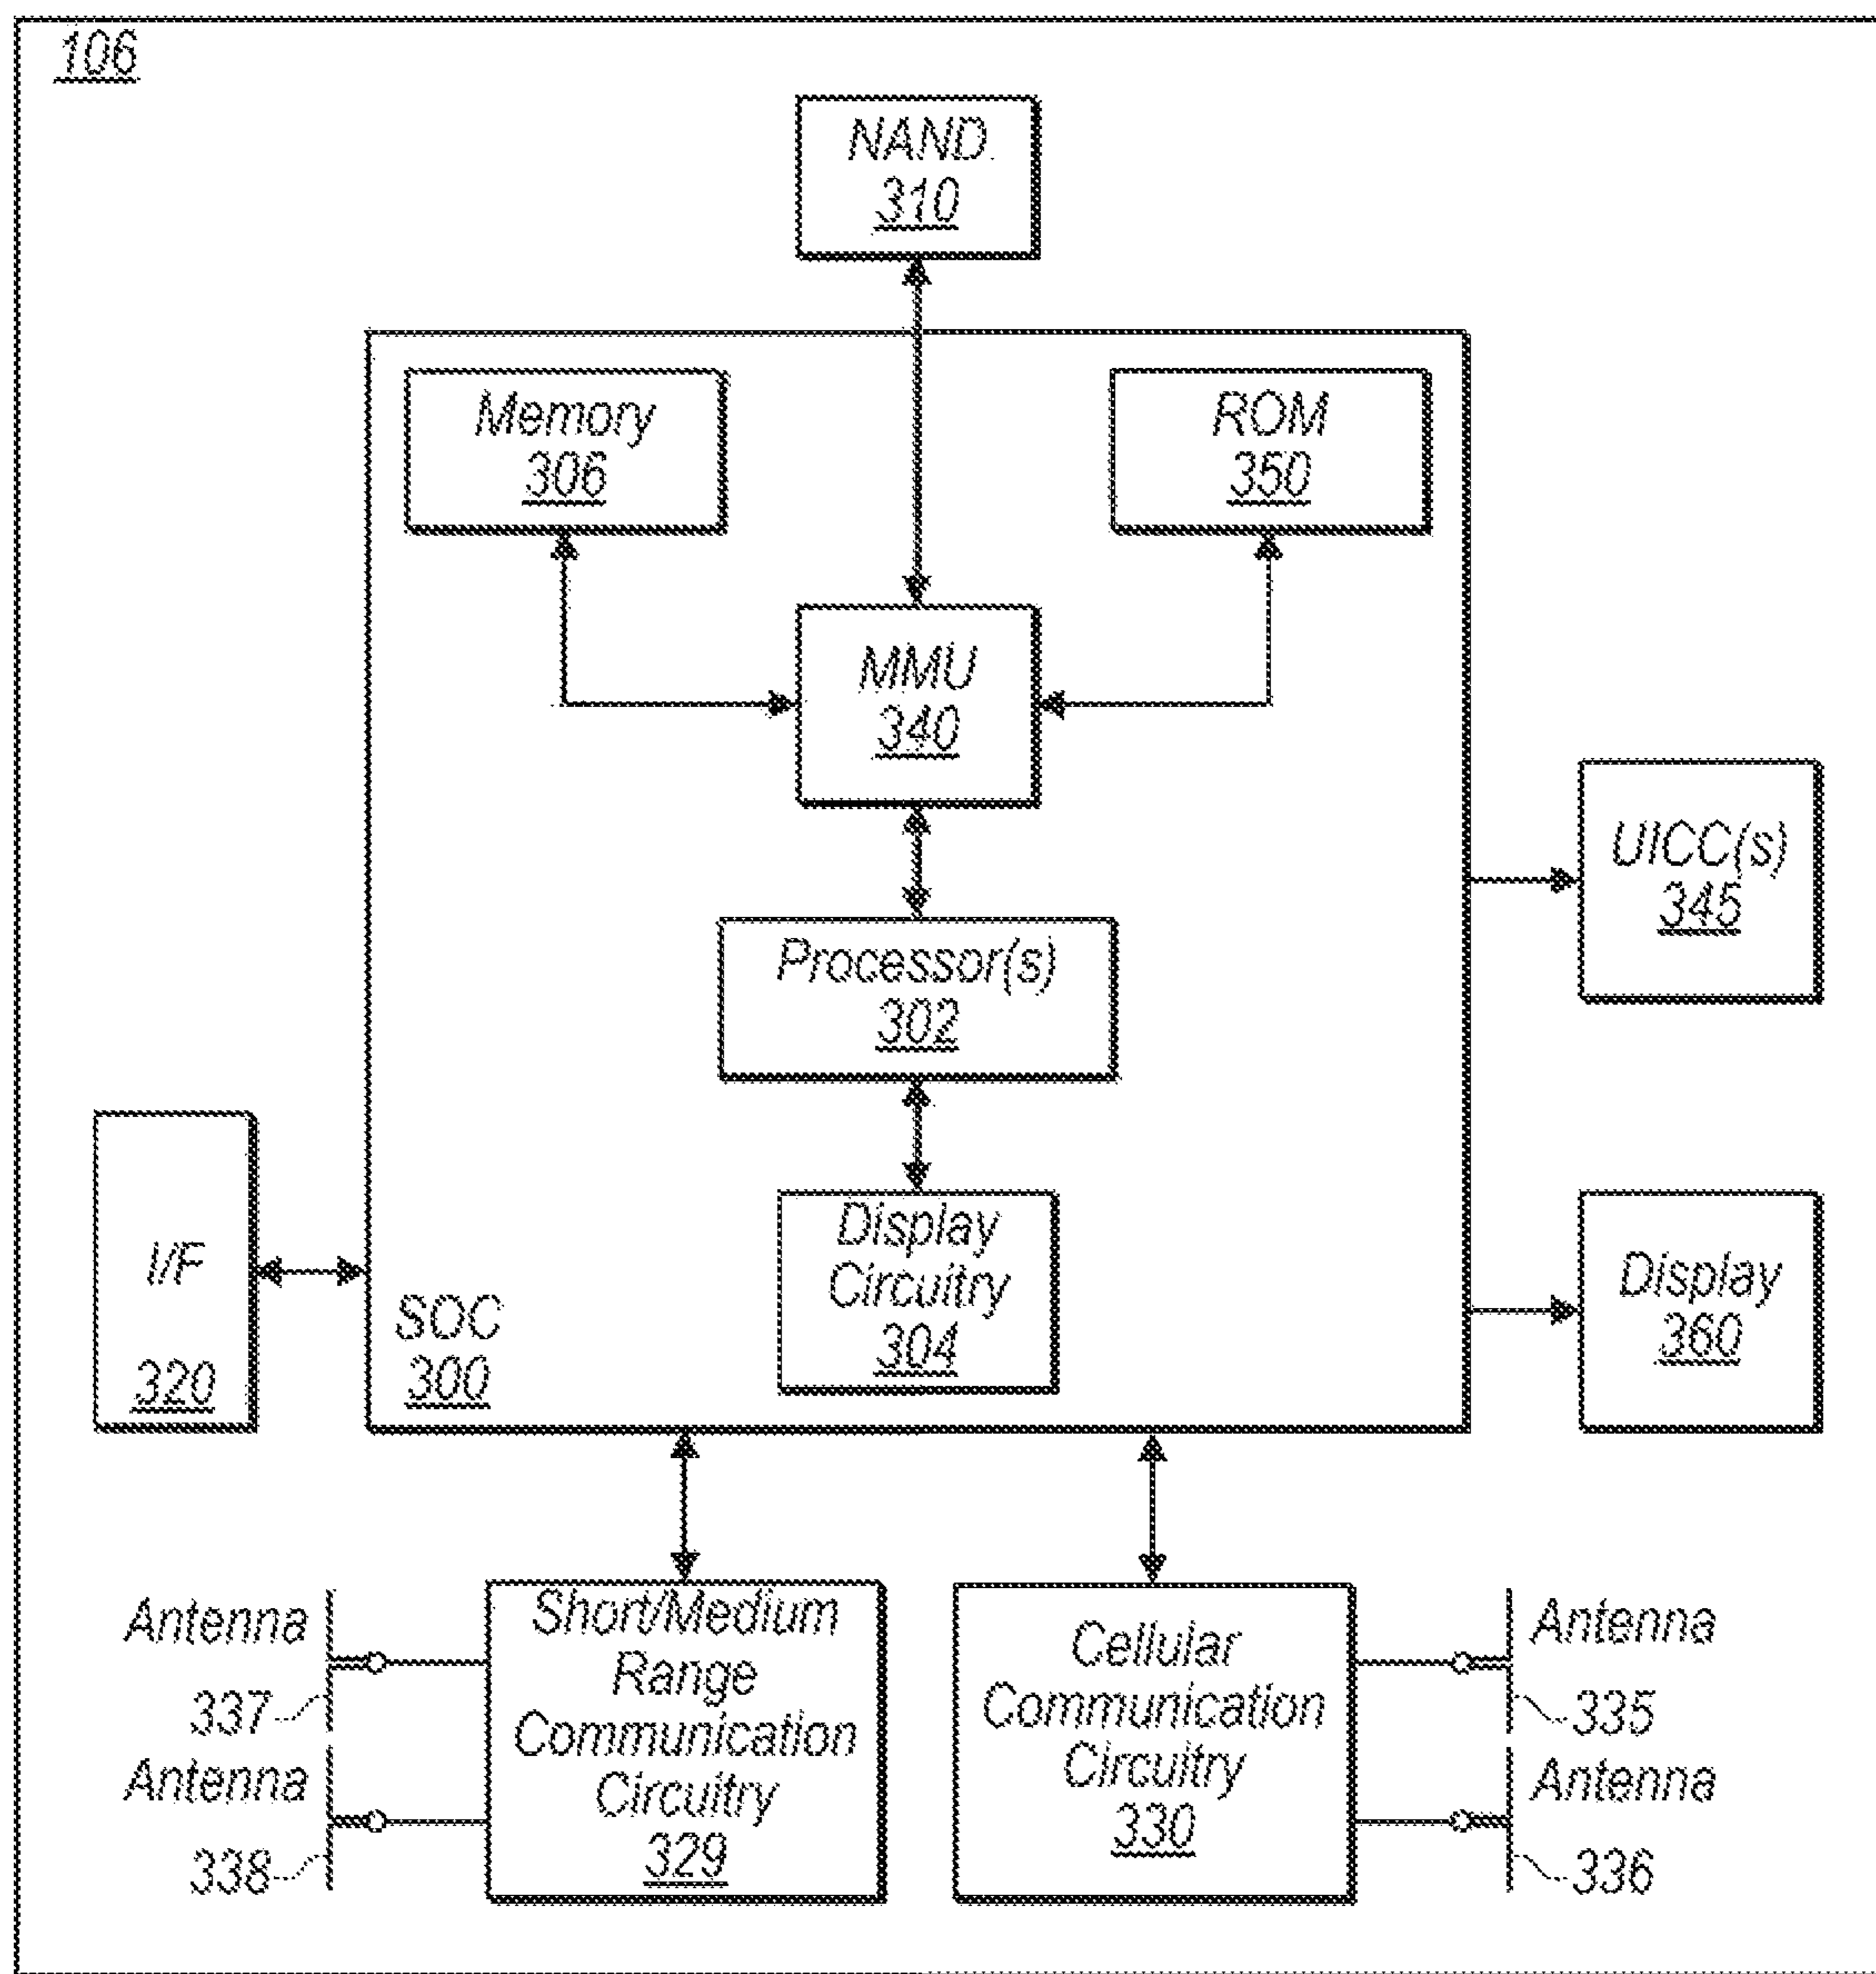 106
NAND
310
Memory
306
ROM
350
MMU
340
UICC(s)
345
Processor(s)
302
I/F
320
Display
Circuitry
304
SOC
300
Display
360
Antenna
337
Antenna
338
Short/Medium
Range
Communication
Circuitry
329
Cellular
Communication
Circuitry
330
Antenna
335
Antenna
336